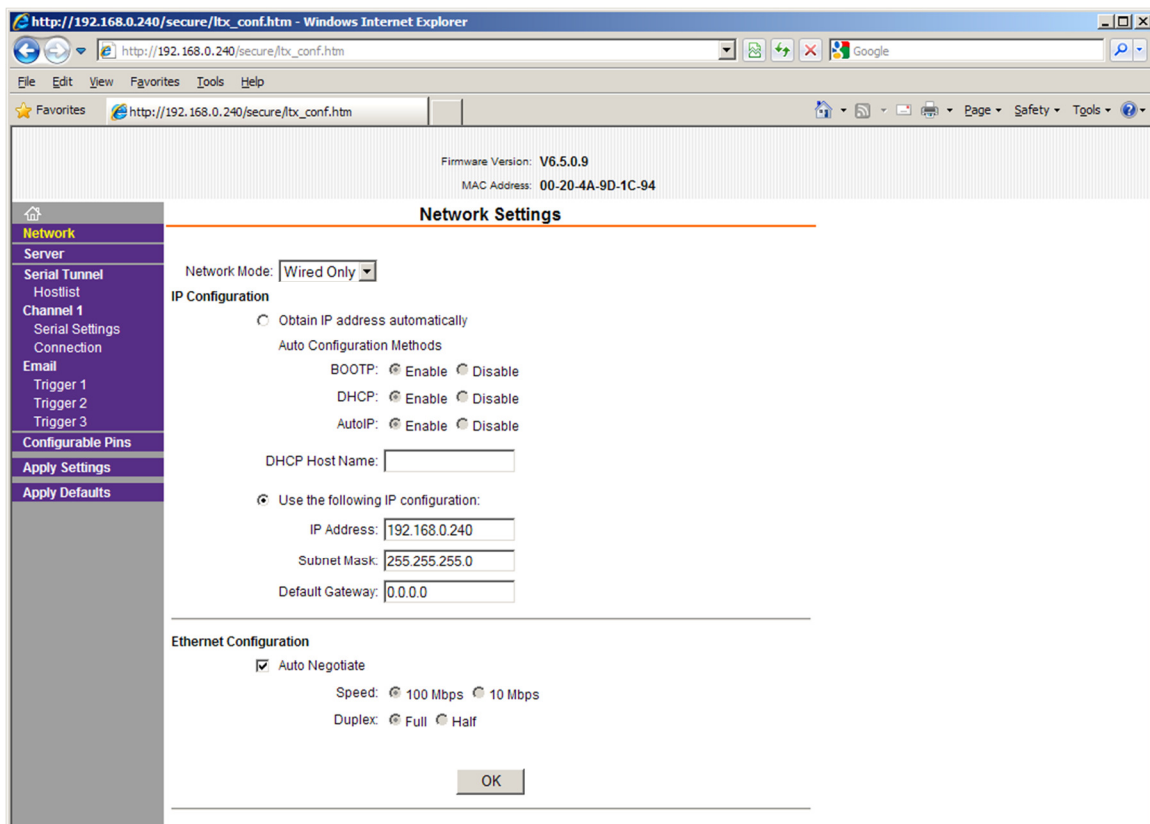 http://192.168.0.240/secure/ltx_conf.htm - Windows Internet Explorer
http://192.168.0.240/secure/ltx_conf.htm
Google
File Edit View Favorites Tools Help
Favorites
http://192.168.0.240/secure/ltx_conf.htm
Page Safety Tools
Firmware Version: V6.5.0.9
MAC Address: 00-20-4A-9D-1C-94
Network
Server
Serial Tunnel
Hostlist
Channel 1
Serial Settings
Connection
Email
Trigger 1
Trigger 2
Trigger 3
Configurable Pins
Apply Settings
Apply Defaults
Network Settings
Network Mode: Wired Only
IP Configuration
Obtain IP address automatically
Auto Configuration Methods
BOOTP: Enable Disable
DHCP: Enable Disable
AutoIP: Enable Disable
DHCP Host Name:
Use the following IP configuration:
IP Address: 192.168.0.240
Subnet Mask: 255.255.255.0
Default Gateway: 0.0.0.0
Ethernet Configuration
Auto Negotiate
Speed: 100 Mbps 10 Mbps
Duplex: Full Half
OK